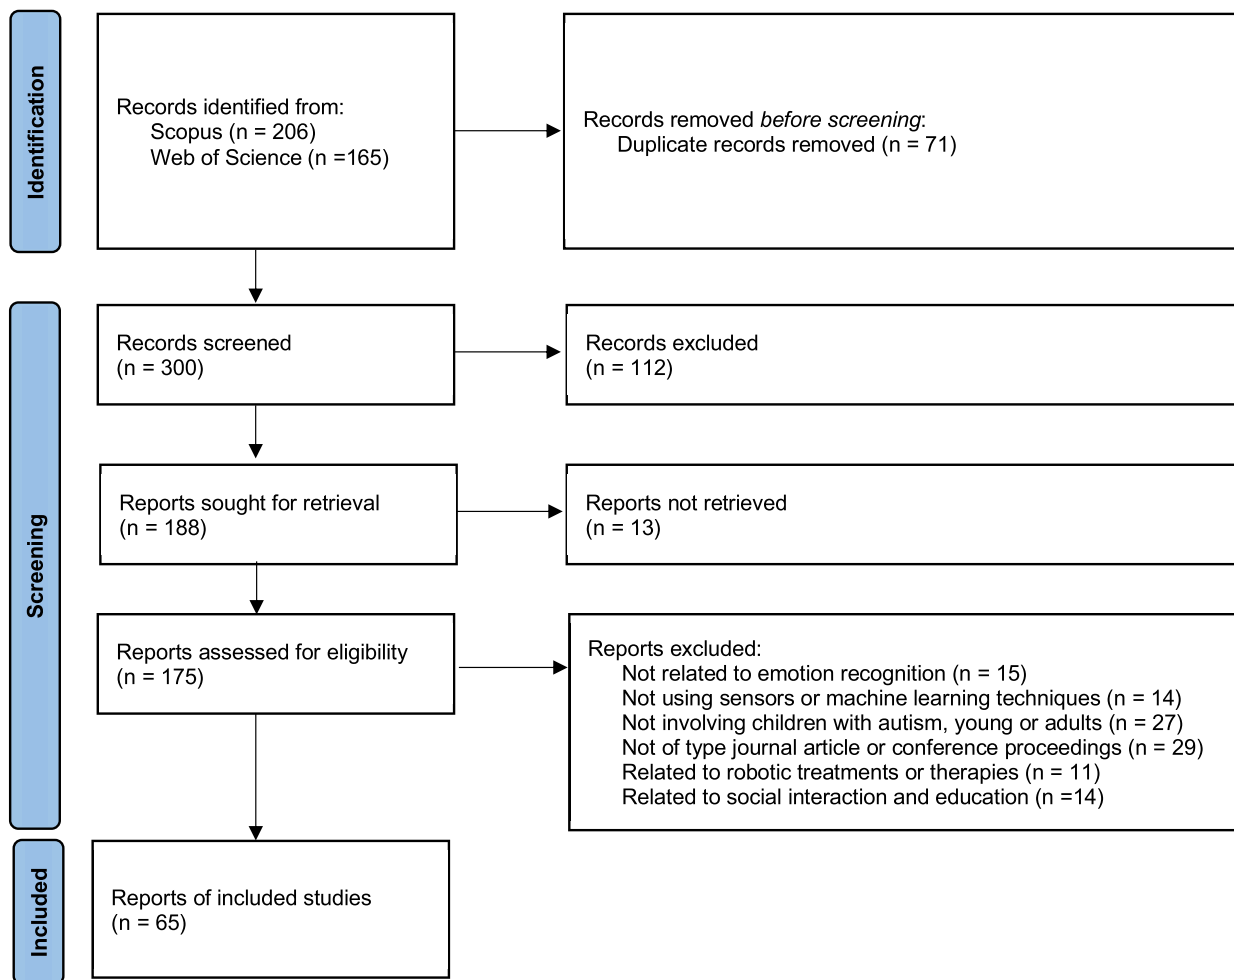 Identification
Records identified from:
Scopus (n = 206)
Web of Science (n =165)
Records removed before screening:
Duplicate records removed (n = 71)
Screening
Records screened
(n = 300)
Records excluded
(n = 112)
Reports sought for retrieval
(n = 188)
Reports not retrieved
(n = 13)
Reports assessed for eligibility
(n = 175)
Reports excluded:
Not related to emotion recognition (n = 15)
Not using sensors or machine learning techniques (n = 14)
Not involving children with autism, young or adults (n = 27)
Not of type journal article or conference proceedings (n = 29)
Related to robotic treatments or therapies (n = 11)
Related to social interaction and education (n =14)
Included
Reports of included studies
(n = 65)